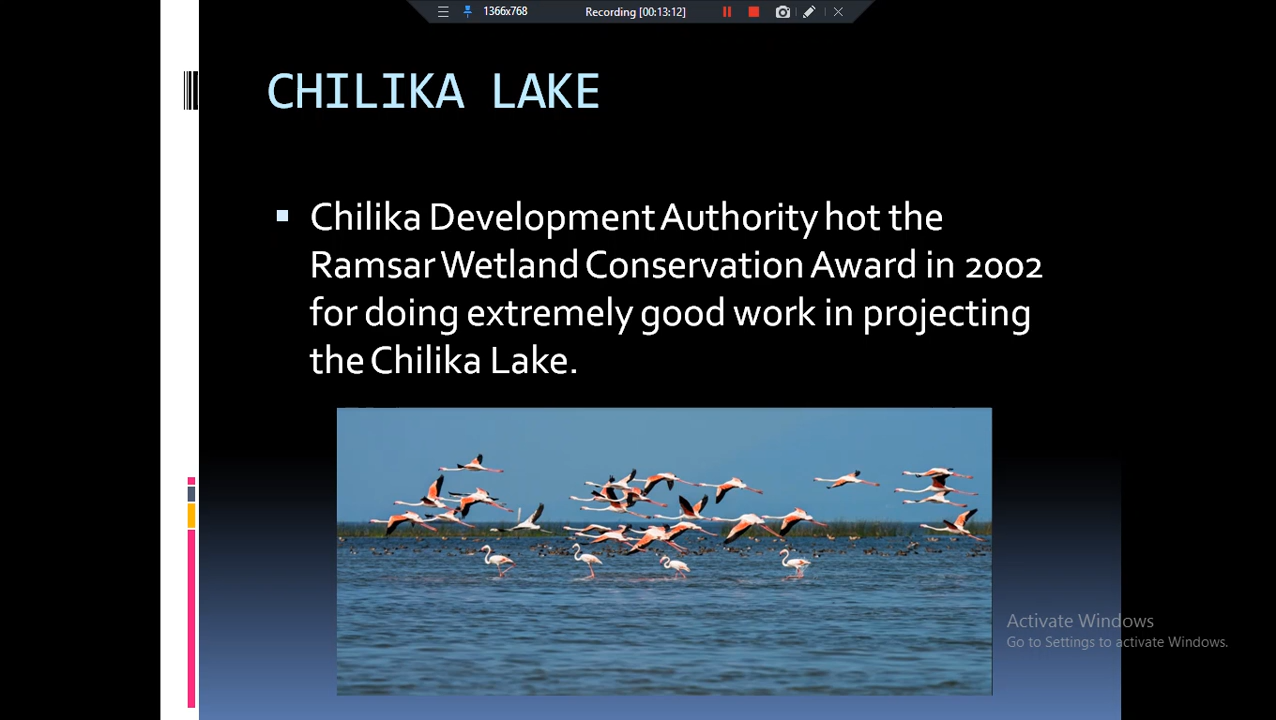 1366x768 Recording [00:13:12]
CHILIKA LAKE
Chilika Development Authority hot the
Ramsar Wetland Conservation Award in 2002
for doing extremely good work in projecting
the Chilika Lake.
Activate Windows
Go to Settings to activate Windows.